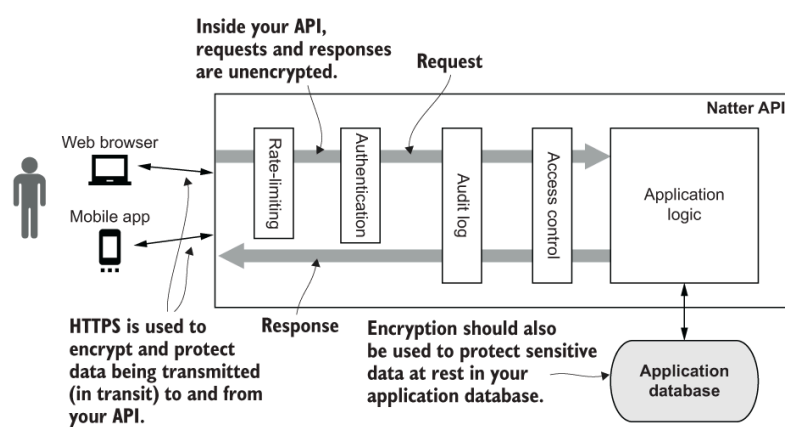 Inside your API,
requests and responses
are unencrypted.
Request
Natter API
Web browser
Mobile app
Rate-limiting
Authentication
Audit log
Access control
Application
logic
HTTPS is used to
encrypt and protect
data being transmitted
(in transit) to and from
your API.
Response
Encryption should also
be used to protect sensitive
data at rest in your
application database.
Application
database